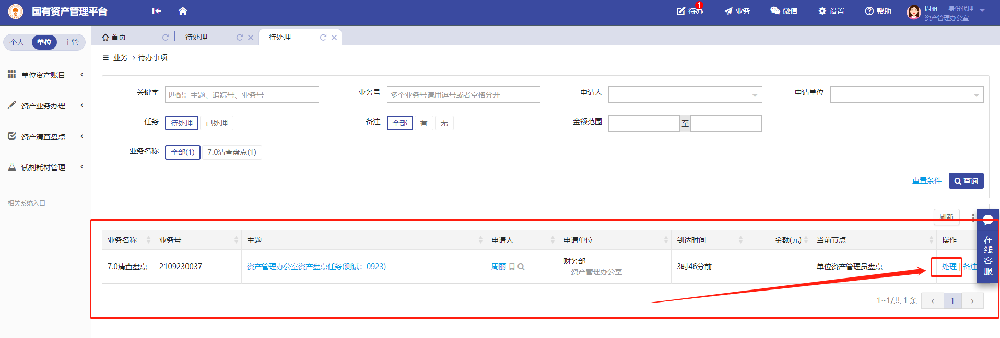 国有资产管理平台
待办
1
业务
微信
设置
帮助
周丽
身份代理
资产管理办公室
个人
单位
主管
单位资产账目
资产业务办理
资产清查盘点
试剂耗材管理
相关系统入口
首页
待处理
待处理
业务 › 待办事项
关键字
匹配：主题、追踪号、业务号
业务号
多个业务号请用逗号或者空格分开
申请人
申请单位
任务
待处理
已处理
备注
全部
有
无
金额范围
至
业务名称
全部(1)
7.0清查盘点(1)
重置条件
查询
刷新
业务名称
业务号
主题
申请人
申请单位
到达时间
金额(元)
当前节点
操作
7.0清查盘点
2109230037
资产管理办公室资产盘点任务(测试：0923)
周丽
财务部
- 资产管理办公室
3时46分前
单位资产管理员盘点
处理 | 备注
1~1/共 1 条
‹
1
›
在线客服